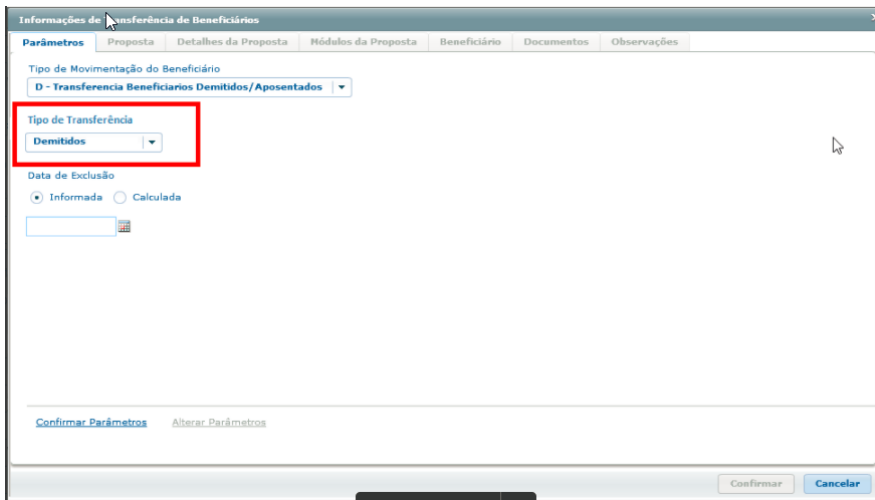 Informações de Transferência de Beneficiários
Parâmetros Proposta Detalhes da Proposta Módulos da Proposta Beneficiário Documentos Observações
Tipo de Movimentação do Beneficiário
D - Transferencia Beneficiarios Demitidos/Aposentados
Tipo de Transferência
Demitidos
Data de Exclusão
Informada Calculada
Confirmar Parâmetros Alterar Parâmetros
Confirmar Cancelar